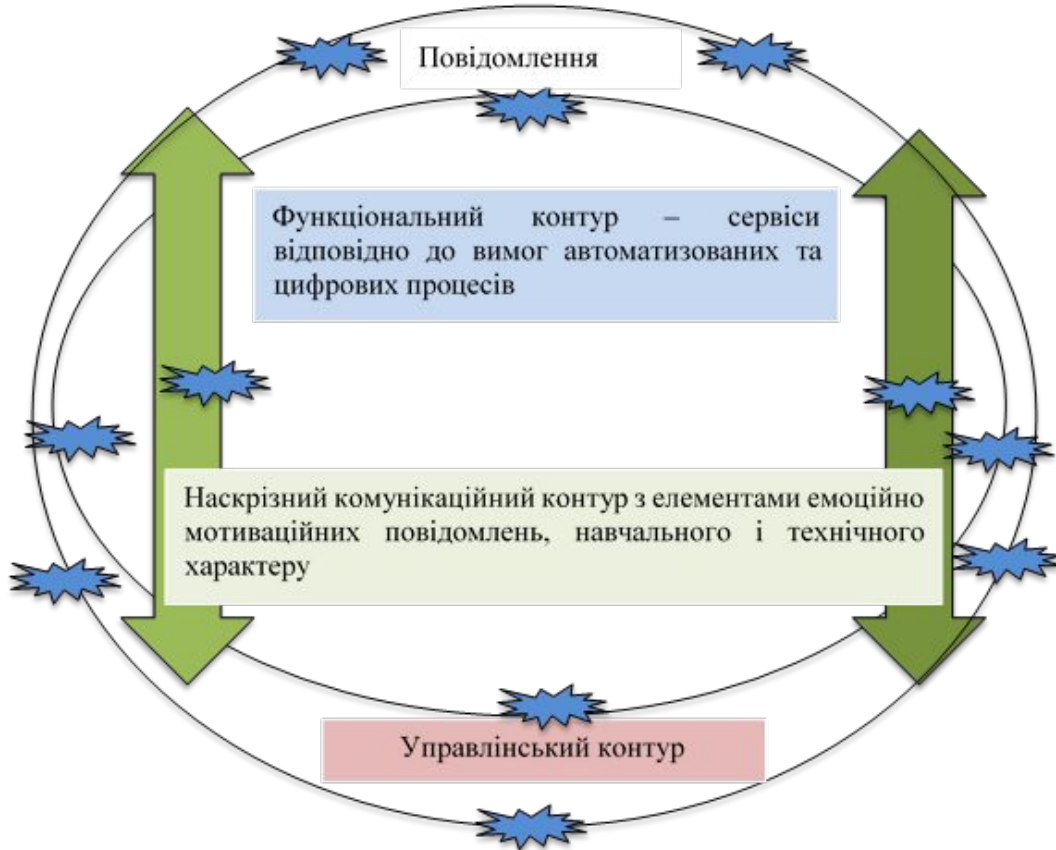 Повідомлення
Функціональний контур – сервіси
відповідно до вимог автоматизованих та
цифрових процесів
Наскрізний комунікаційний контур з елементами емоційно
мотиваційних повідомлень, навчального і технічного
характеру
Управлінський контур